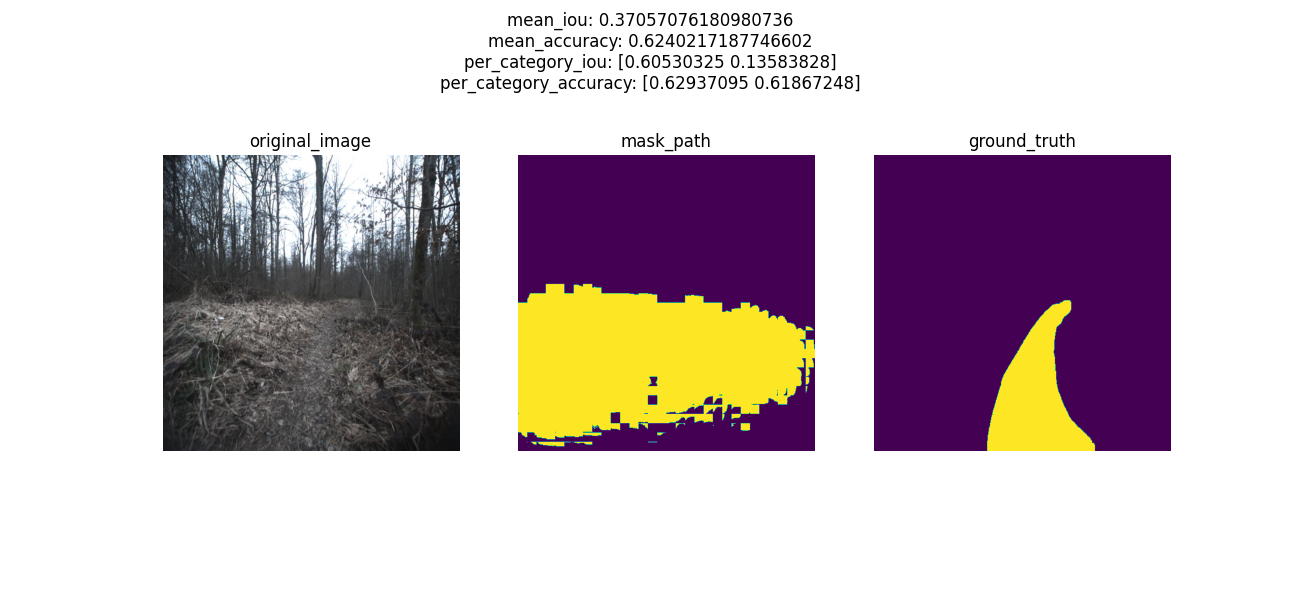 mean_iou: 0.37057076180980736
mean_accuracy: 0.6240217187746602
per_category_iou: [0.60530325 0.13583828]
per_category_accuracy: [0.62937095 0.61867248]
original_image
mask_path
ground_truth